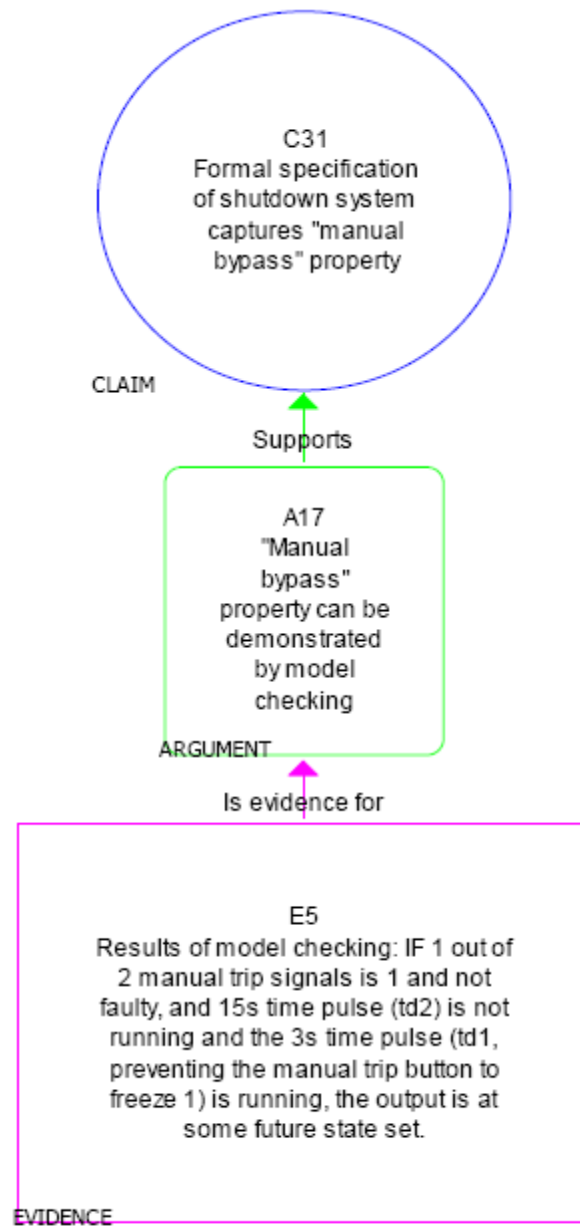 C31
Formal specification
of shutdown system
captures "manual
bypass" property
CLAIM
Supports
A17
"Manual
bypass"
property can be
demonstrated
by model
checking
ARGUMENT
Is evidence for
E5
Results of model checking: IF 1 out of
2 manual trip signals is 1 and not
faulty, and 15s time pulse (td2) is not
running and the 3s time pulse (td1,
preventing the manual trip button to
freeze 1) is running, the output is at
some future state set.
EVIDENCE